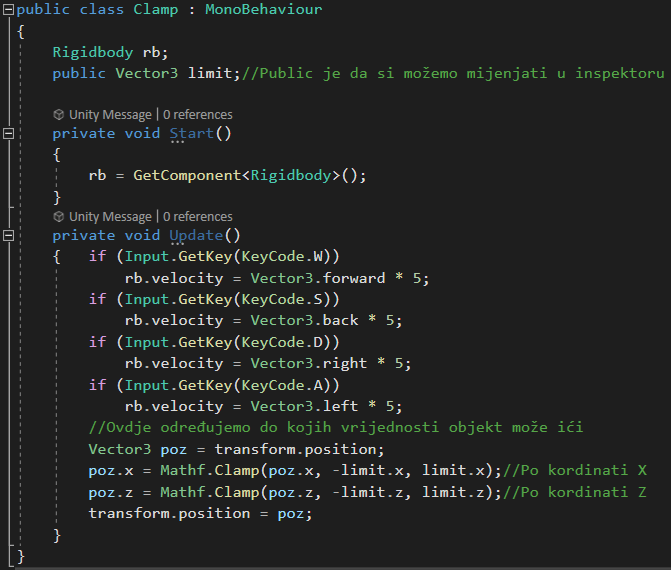 public class Clamp : MonoBehaviour
{
Rigidbody rb;
public Vector3 limit;//Public je da si možemo mijenjati u inspektoru
Unity Message | 0 references
private void Start()
{
rb = GetComponent<Rigidbody>();
}
Unity Message | 0 references
private void Update()
{ if (Input.GetKey(KeyCode.W))
rb.velocity = Vector3.forward * 5;
if (Input.GetKey(KeyCode.S))
rb.velocity = Vector3.back * 5;
if (Input.GetKey(KeyCode.D))
rb.velocity = Vector3.right * 5;
if (Input.GetKey(KeyCode.A))
rb.velocity = Vector3.left * 5;
//Ovdje određujemo do kojih vrijednosti objekt može ići
Vector3 poz = transform.position;
poz.x = Mathf.Clamp(poz.x, -limit.x, limit.x);//Po kordinati X
poz.z = Mathf.Clamp(poz.z, -limit.z, limit.z);//Po kordinati Z
transform.position = poz;
}
}